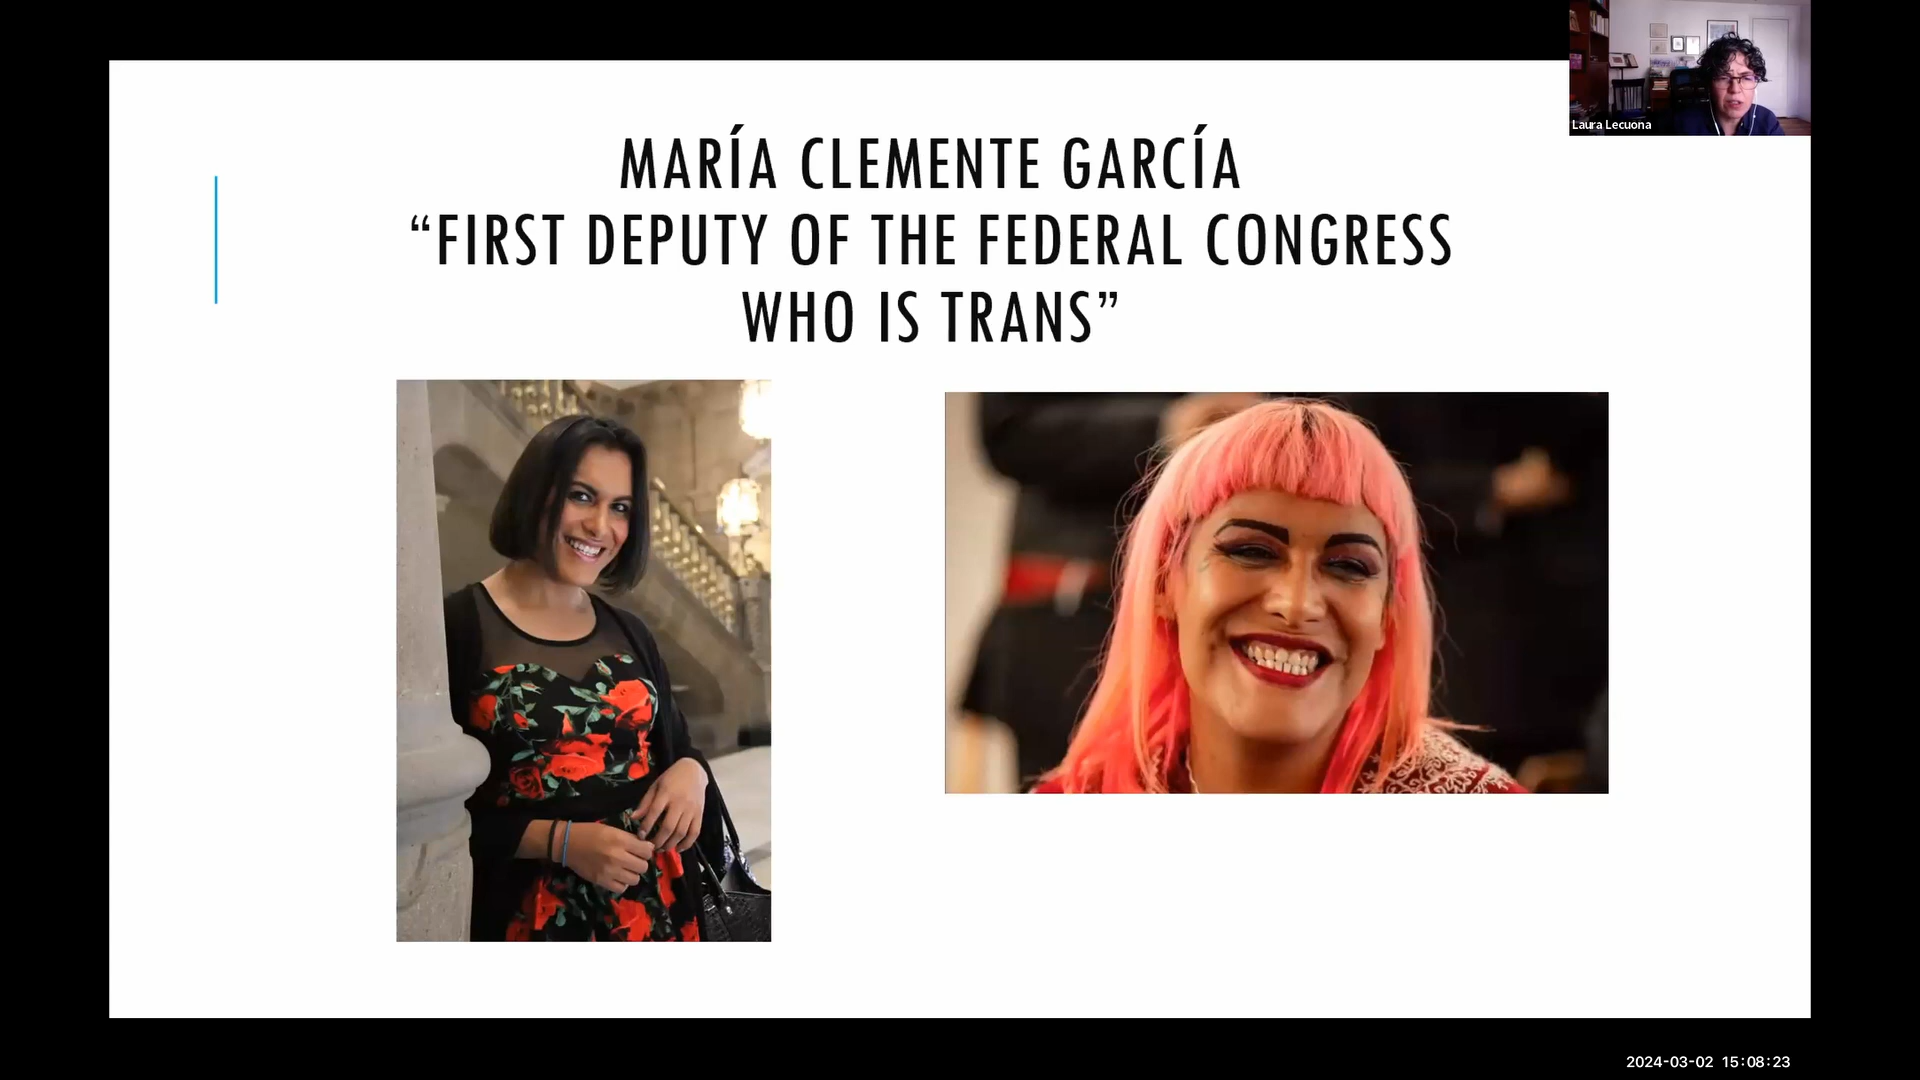 Laura Lecuona
MARÍA CLEMENTE GARCÍA
“FIRST DEPUTY OF THE FEDERAL CONGRESS
WHO IS TRANS”
2024-03-02 15:08:23